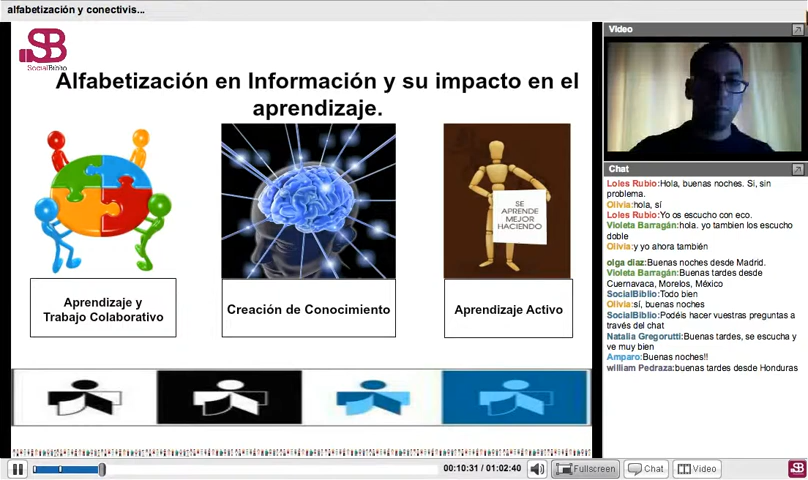 alfabetización y conectivis...
SB
SocialBiblio
Alfabetización en Información y su impacto en el
aprendizaje.
SE
APRENDE
MEJOR
HACIENDO
Aprendizaje y
Trabajo Colaborativo
Creación de Conocimiento
Aprendizaje Activo
Video
Chat
Loles Rubio:Hola, buenas noches. Si, sin
problema.
Olivia:hola, sí
Loles Rubio:Yo os escucho con eco.
Violeta Barragán:hola. yo tambien los escucho
doble
Olivia:y yo ahora también
olga diaz:Buenas noches desde Madrid.
Violeta Barragán:Buenas tardes desde
Cuernavaca, Morelos, México
SocialBiblio:Todo bien
Olivia:sí, buenas noches
SocialBiblio:Podéis hacer vuestras preguntas a
través del chat
Natalia Gregorutti:Buenas tardes, se escucha y
ve muy bien
Amparo:Buenas noches!!
william Pedraza:buenas tardes desde Honduras
00:10:31 / 01:02:40
Fullscreen
Chat
Video
SB